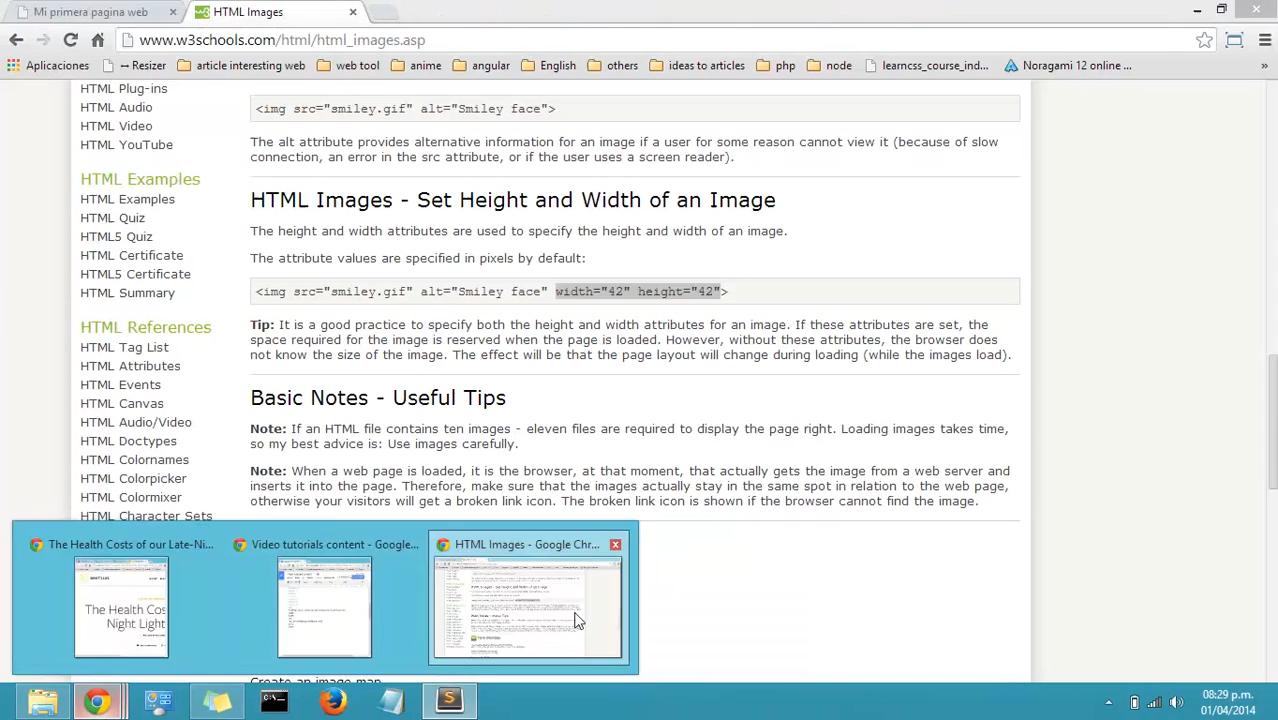 Mi primera pagina web
HTML Images
www.w3schools.com/html/html_images.asp
Aplicaciones
↔ Resizer
article interesting web
web tool
anime
angular
English
others
ideas to articles
php
node
learncss_course_ind...
Noragami 12 online ...
»
HTML Plug-ins
HTML Audio
HTML Video
HTML YouTube
HTML Examples
HTML Examples
HTML Quiz
HTML5 Quiz
HTML Certificate
HTML5 Certificate
HTML Summary
HTML References
HTML Tag List
HTML Attributes
HTML Events
HTML Canvas
HTML Audio/Video
HTML Doctypes
HTML Colornames
HTML Colorpicker
HTML Colormixer
HTML Character Sets
<img src="smiley.gif" alt="Smiley face">
The alt attribute provides alternative information for an image if a user for some reason cannot view it (because of slow
connection, an error in the src attribute, or if the user uses a screen reader).
HTML Images - Set Height and Width of an Image
The height and width attributes are used to specify the height and width of an image.
The attribute values are specified in pixels by default:
<img src="smiley.gif" alt="Smiley face" width="42" height="42">
Tip: It is a good practice to specify both the height and width attributes for an image. If these attributes are set, the
space required for the image is reserved when the page is loaded. However, without these attributes, the browser does
not know the size of the image. The effect will be that the page layout will change during loading (while the images load).
Basic Notes - Useful Tips
Note: If an HTML file contains ten images - eleven files are required to display the page right. Loading images takes time,
so my best advice is: Use images carefully.
Note: When a web page is loaded, it is the browser, at that moment, that actually gets the image from a web server and
inserts it into the page. Therefore, make sure that the images actually stay in the same spot in relation to the web page,
otherwise your visitors will get a broken link icon. The broken link icon is shown if the browser cannot find the image.
The Health Costs of our Late-Ni...
Video tutorials content - Google...
HTML Images - Google Chr...
The Health Cos
Night Light
Create an image map
08:29 p.m.
01/04/2014